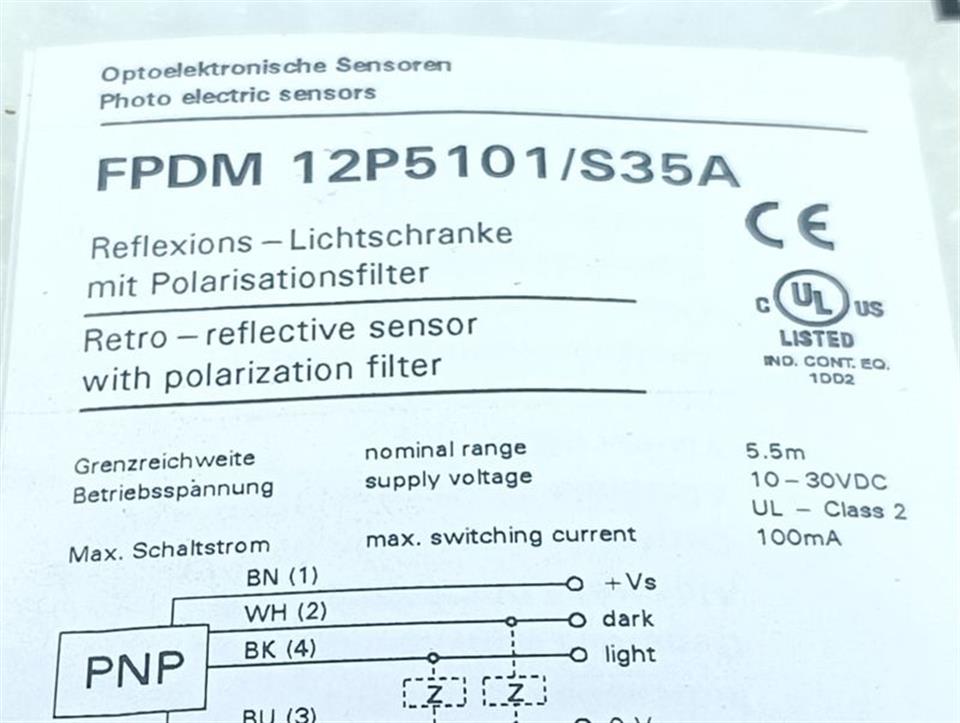 Optoelektronische Sensoren
Photo electric sensors
FPDM 12P5101/S35A
CE
Reflexions – Lichtschranke
mit Polarisationsfilter
C UL US
LISTED
IND. CONT. EQ.
1DD2
Retro – reflective sensor
with polarization filter
Grenzreichweite nominal range 5.5m
Betriebsspannung supply voltage 10 – 30VDC
UL – Class 2
Max. Schaltstrom max. switching current 100mA
BN (1) +Vs
WH (2) dark
BK (4) light
PNP
Z Z
BU (3) 0 V